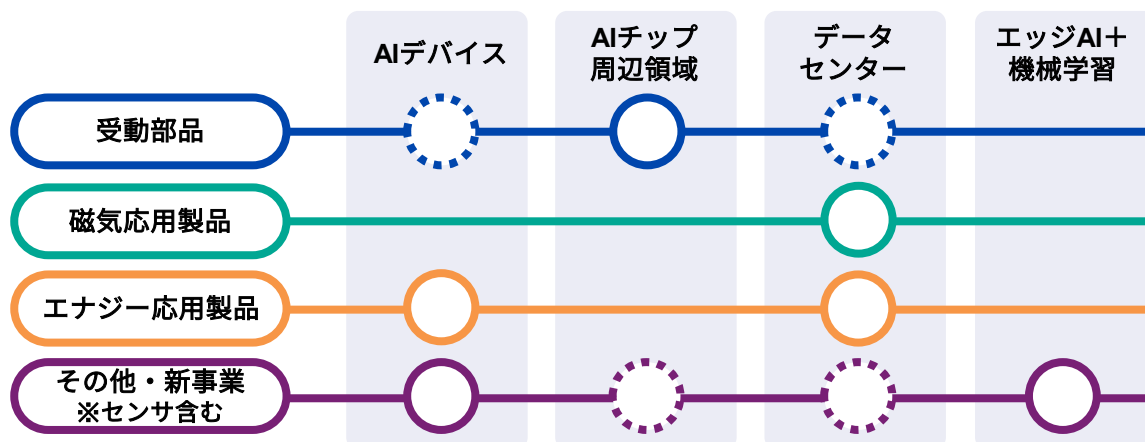 AIデバイス
AIチップ
周辺領域
データ
センター
エッジAI＋
機械学習
受動部品
磁気応用製品
エナジー応用製品
その他・新事業
※センサ含む